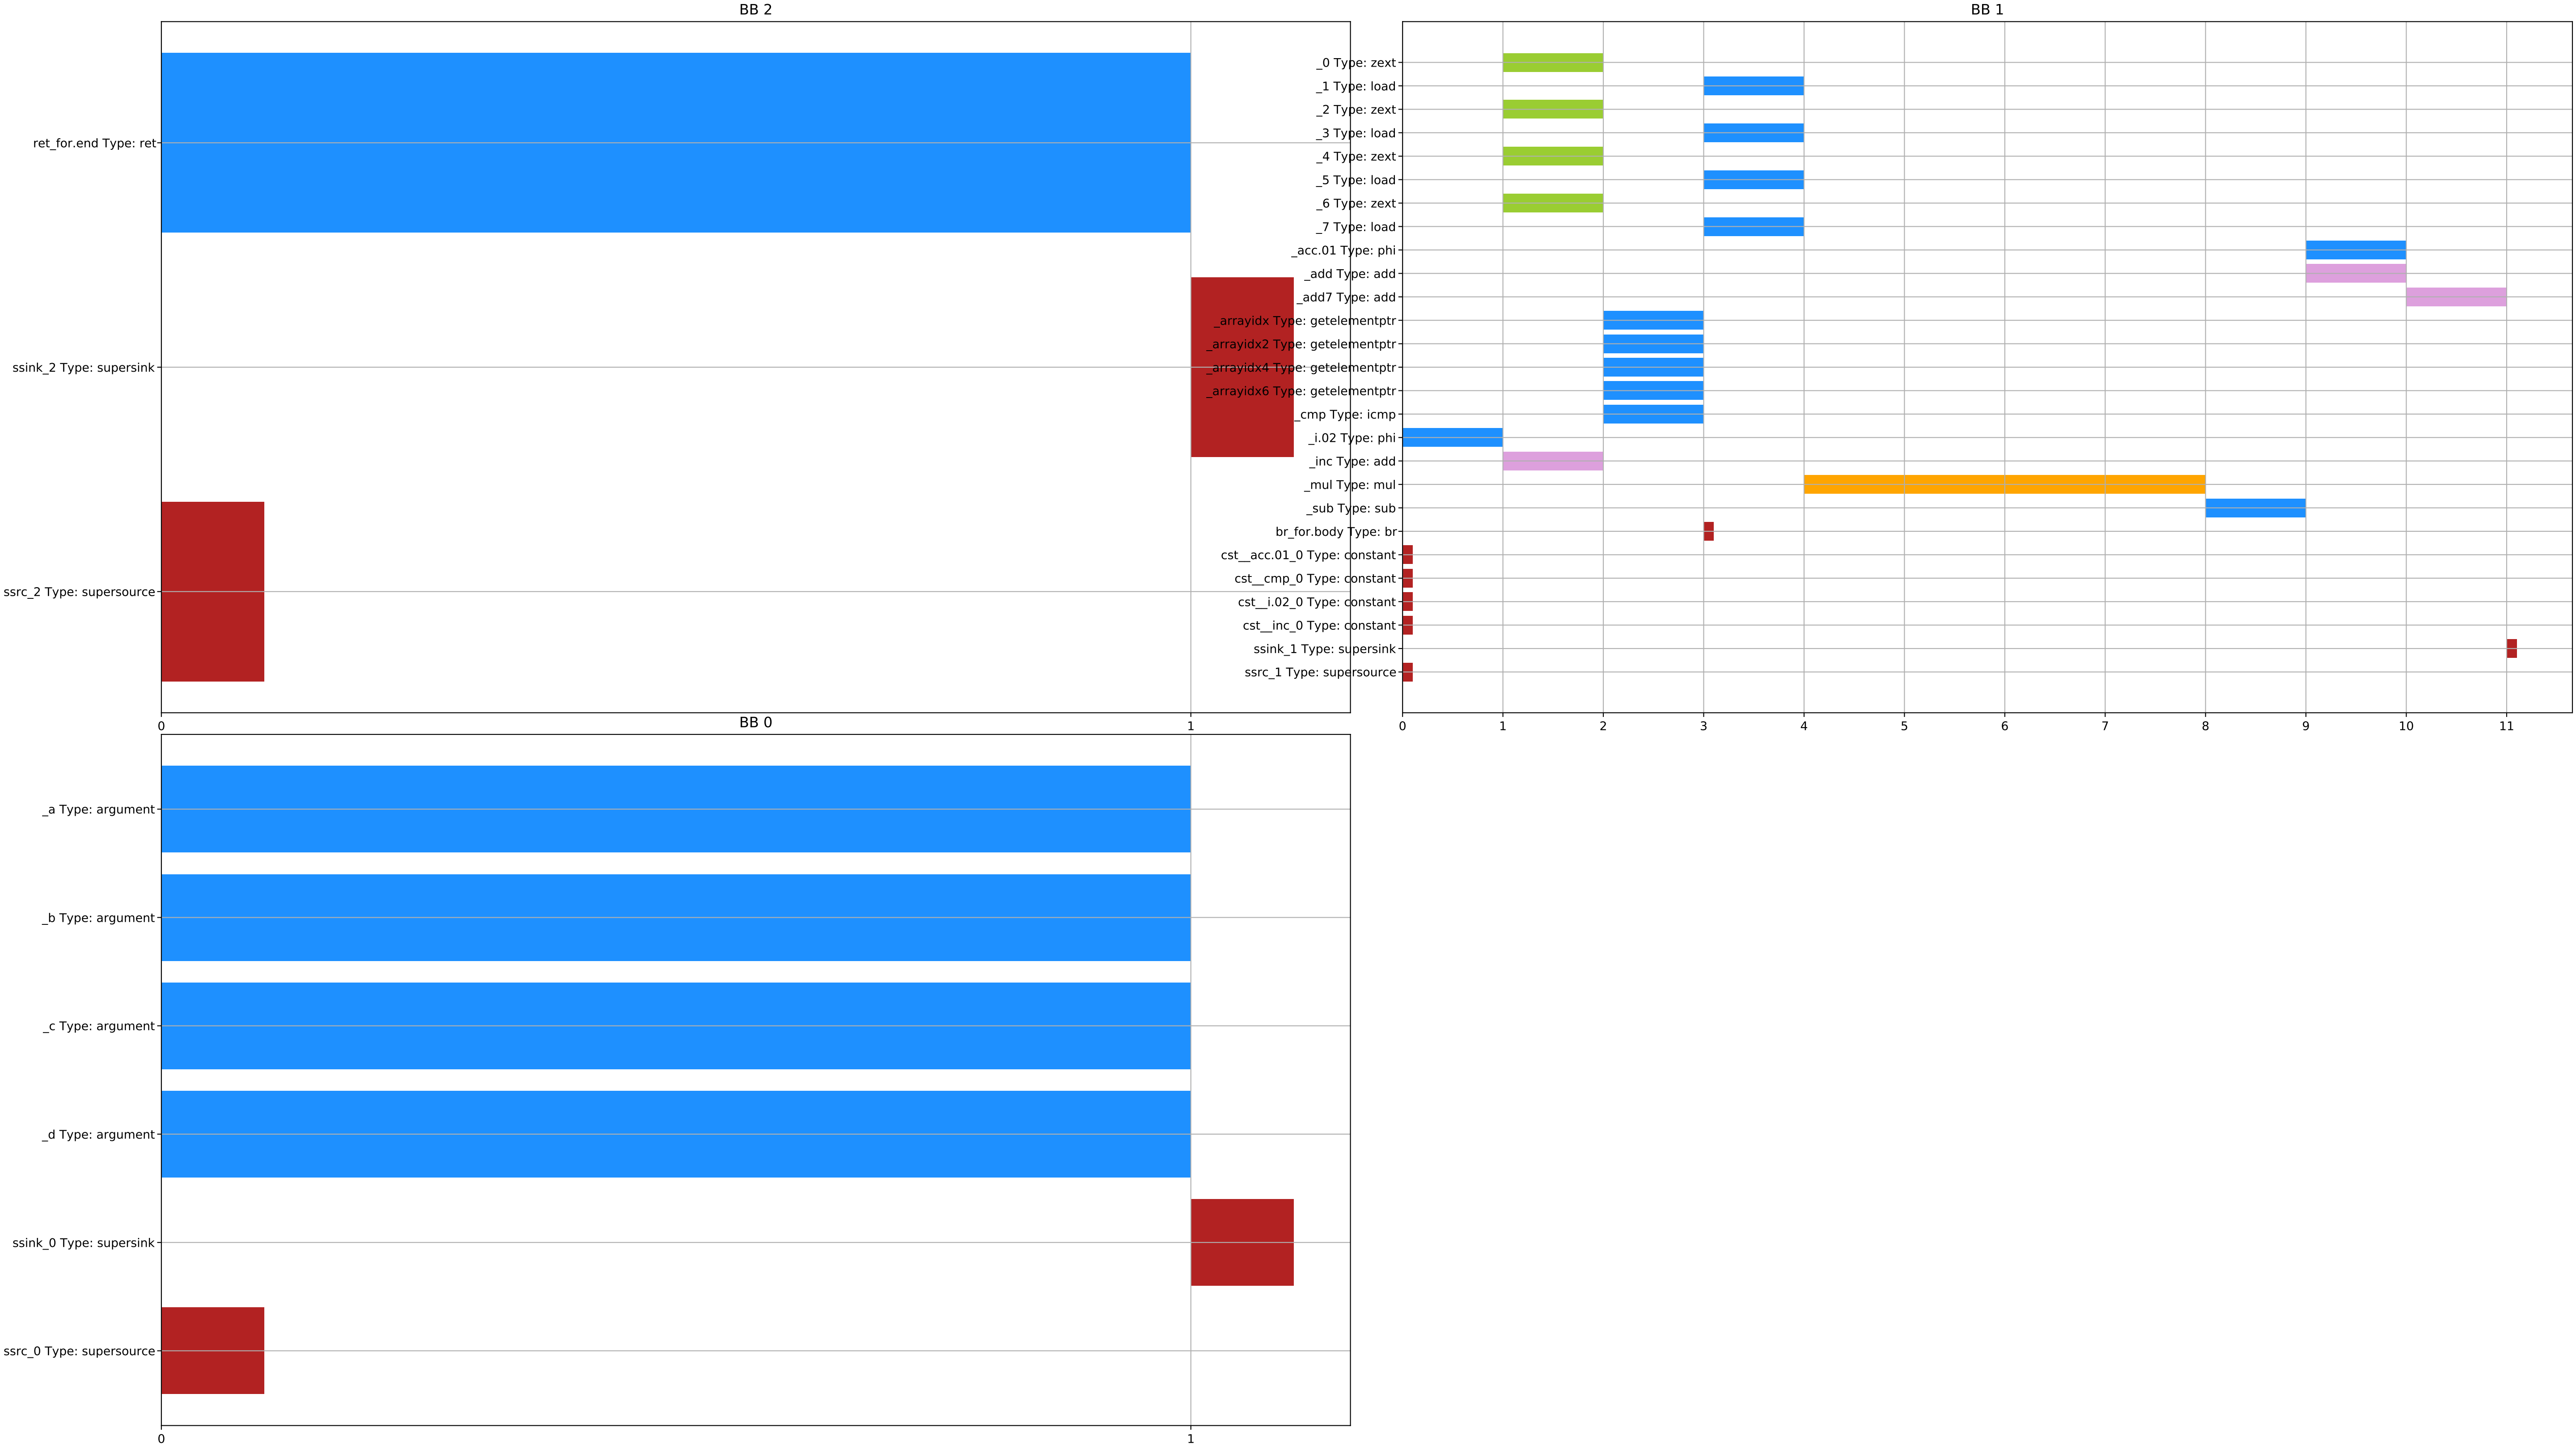 BB 2
ret_for.end Type: ret
ssink_2 Type: supersink
ssrc_2 Type: supersource
0 1
BB 1
_0 Type: zext
_1 Type: load
_2 Type: zext
_3 Type: load
_4 Type: zext
_5 Type: load
_6 Type: zext
_7 Type: load
_acc.01 Type: phi
_add Type: add
_add7 Type: add
_arrayidx Type: getelementptr
_arrayidx2 Type: getelementptr
_arrayidx4 Type: getelementptr
_arrayidx6 Type: getelementptr
_cmp Type: icmp
_i.02 Type: phi
_inc Type: add
_mul Type: mul
_sub Type: sub
br_for.body Type: br
cst__acc.01_0 Type: constant
cst__cmp_0 Type: constant
cst__i.02_0 Type: constant
cst__inc_0 Type: constant
ssink_1 Type: supersink
ssrc_1 Type: supersource
0 1 2 3 4 5 6 7 8 9 10 11
BB 0
_a Type: argument
_b Type: argument
_c Type: argument
_d Type: argument
ssink_0 Type: supersink
ssrc_0 Type: supersource
0 1